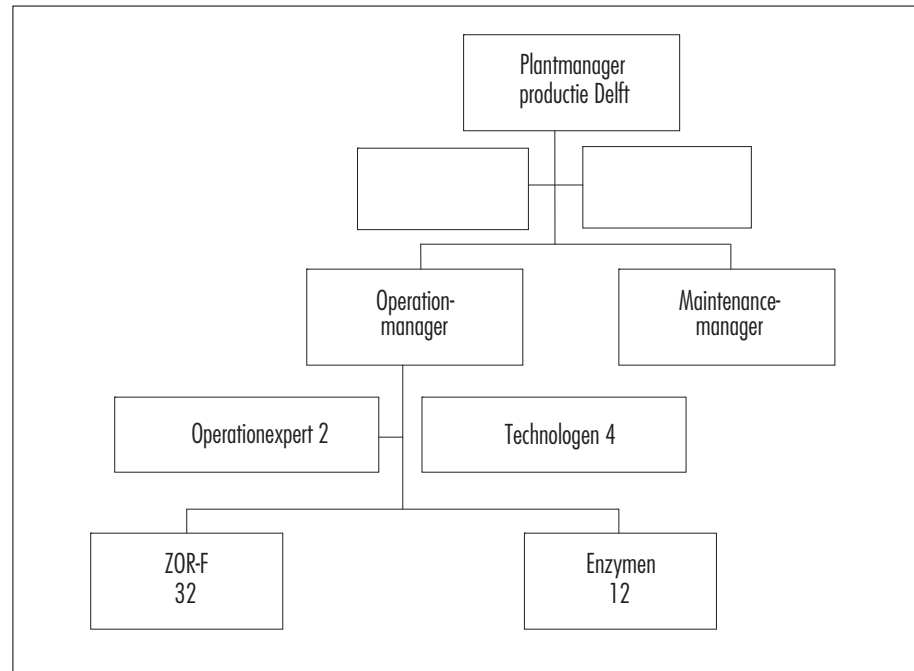 Plantmanager
productie Delft
Operation-
manager
Maintenance-
manager
Operationexpert 2
Technologen 4
ZOR-F
32
Enzymen
12